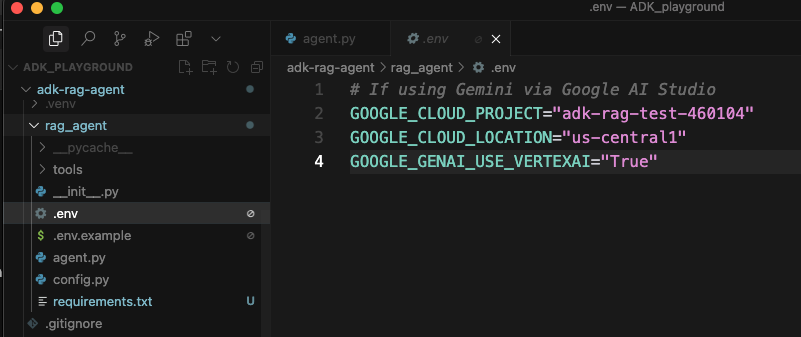 .env — ADK_playground
ADK_PLAYGROUND
adk-rag-agent
.venv
rag_agent
__pycache__
tools
__init__.py
.env
.env.example
agent.py
config.py
requirements.txt U
.gitignore
agent.py .env
adk-rag-agent > rag_agent > .env
1 # If using Gemini via Google AI Studio
2 GOOGLE_CLOUD_PROJECT="adk-rag-test-460104"
3 GOOGLE_CLOUD_LOCATION="us-central1"
4 GOOGLE_GENAI_USE_VERTEXAI="True"